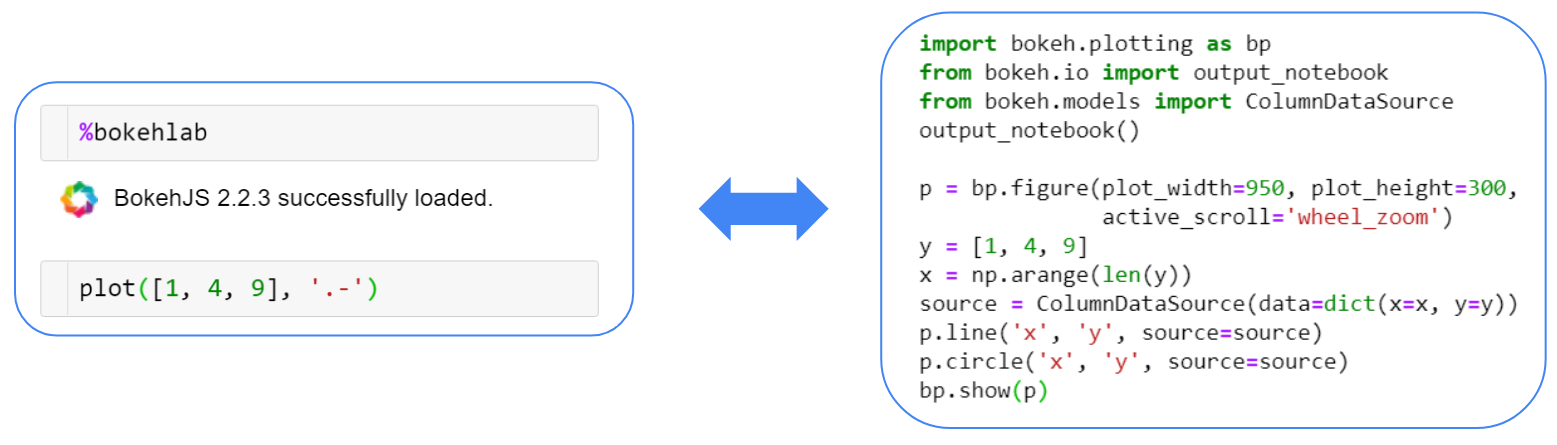 %bokehlab
BokehJS 2.2.3 successfully loaded.
plot([1, 4, 9], '.-')
import bokeh.plotting as bp
from bokeh.io import output_notebook
from bokeh.models import ColumnDataSource
output_notebook()
p = bp.figure(plot_width=950, plot_height=300,
active_scroll='wheel_zoom')
y = [1, 4, 9]
x = np.arange(len(y))
source = ColumnDataSource(data=dict(x=x, y=y))
p.line('x', 'y', source=source)
p.circle('x', 'y', source=source)
bp.show(p)